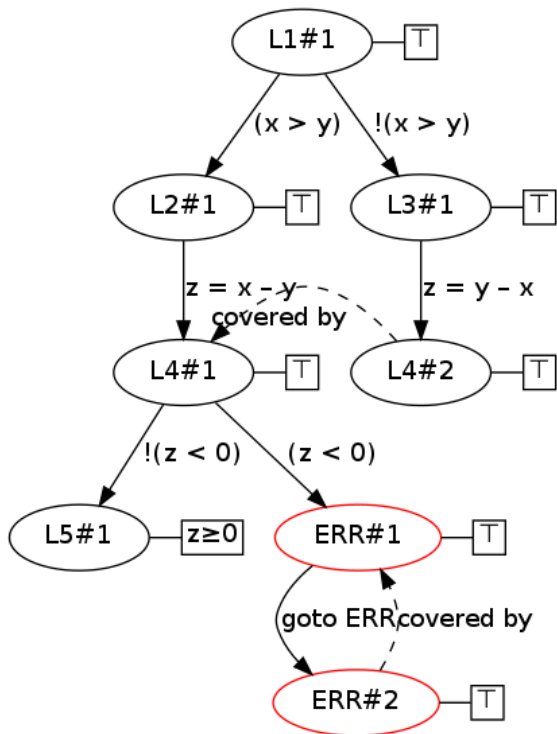 L1#1 ⊤
(x > y) !(x > y)
L2#1 ⊤ L3#1 ⊤
z = x – y z = y – x
covered by
L4#1 ⊤ L4#2 ⊤
!(z < 0) (z < 0)
L5#1 z≥0 ERR#1 ⊤
goto ERR covered by
ERR#2 ⊤